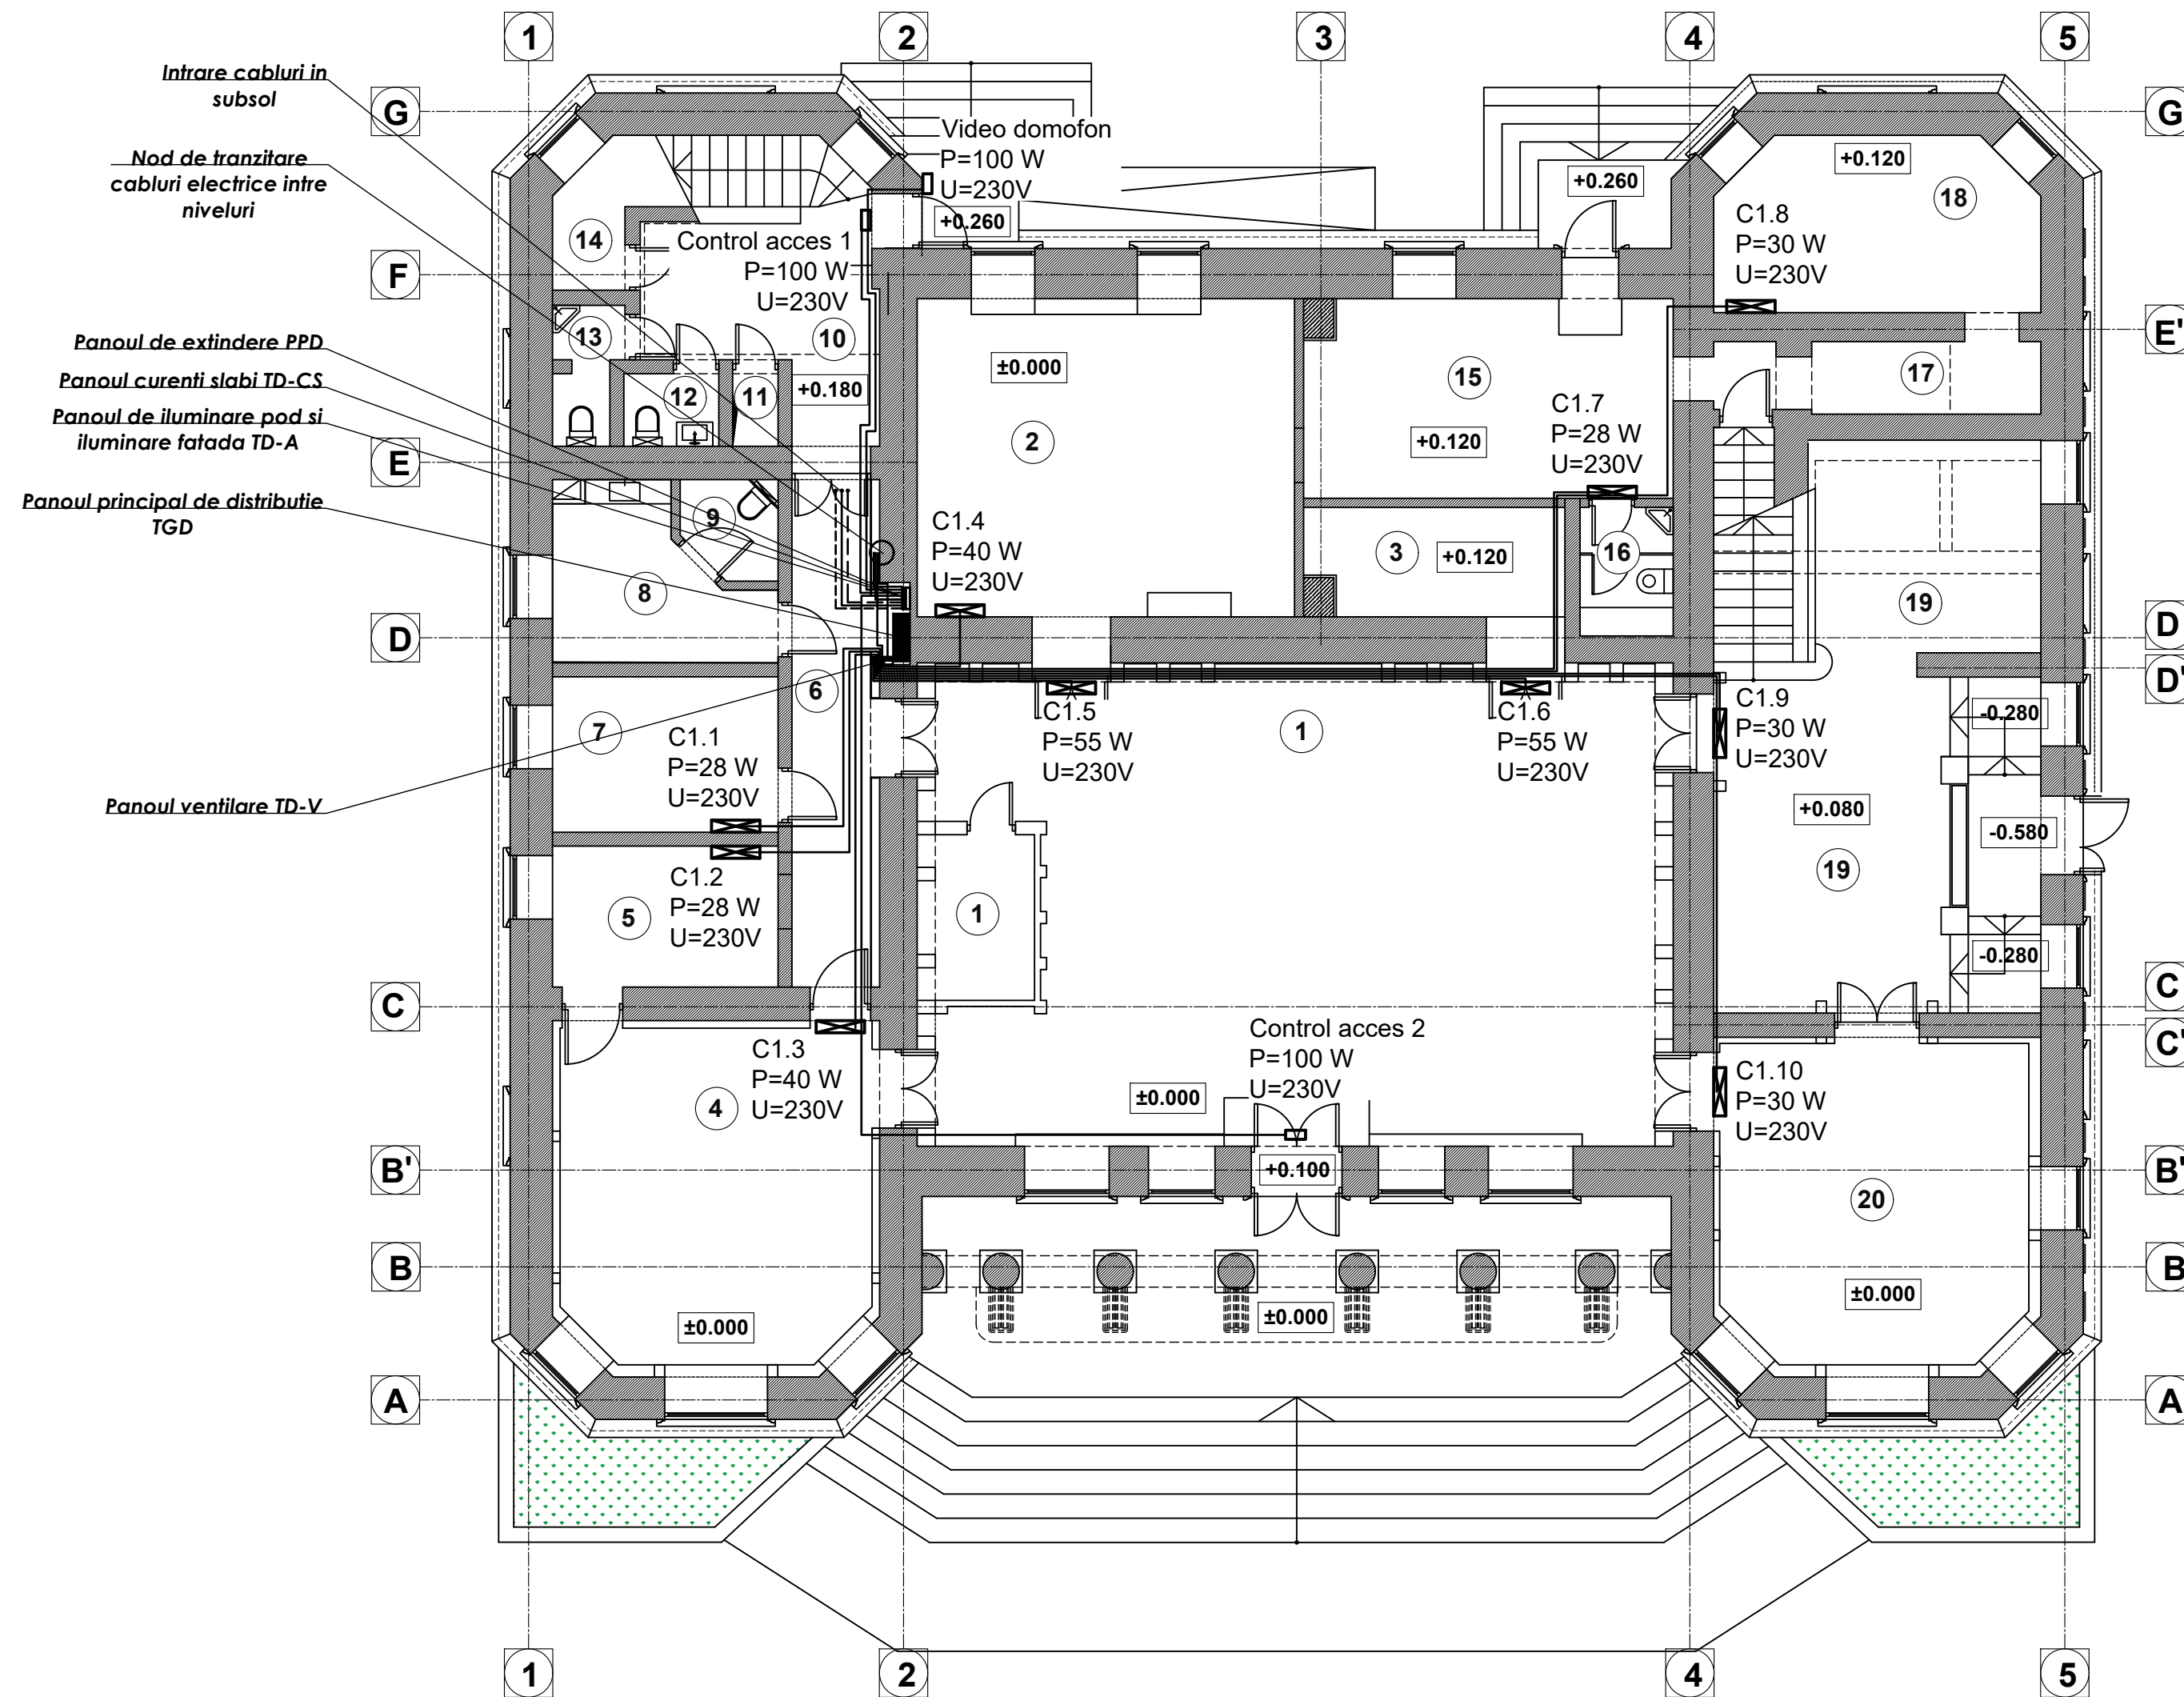 1
2
3
4
5
Intrare cabluri in
subsol
G
G
Video domofon
P=100 W
U=230V
Nod de tranzitare
cabluri electrice intre
niveluri
+0.260
+0.260
+0.120
18
C1.8
P=30 W
U=230V
14
Control acces 1
P=100 W
U=230V
F
13
10
Panoul de extindere PPD
E'
Panoul curenti slabi TD-CS
12
11
+0.180
±0.000
15
17
Panoul de iluminare pod si
iluminare fatada TD-A
2
C1.7
P=28 W
U=230V
+0.120
E
Panoul principal de distributie
TGD
9
C1.4
P=40 W
U=230V
3
+0.120
16
8
19
D
D
D'
6
7
C1.1
P=28 W
U=230V
C1.5
P=55 W
U=230V
1
C1.6
P=55 W
U=230V
C1.9
P=30 W
U=230V
-0.280
Panoul ventilare TD-V
+0.080
-0.580
C1.2
P=28 W
U=230V
5
1
19
-0.280
C
C
C'
Control acces 2
P=100 W
U=230V
C1.3
P=40 W
U=230V
4
±0.000
C1.10
P=30 W
U=230V
B'
+0.100
B'
20
B
B
±0.000
±0.000
±0.000
A
A
1
2
4
5